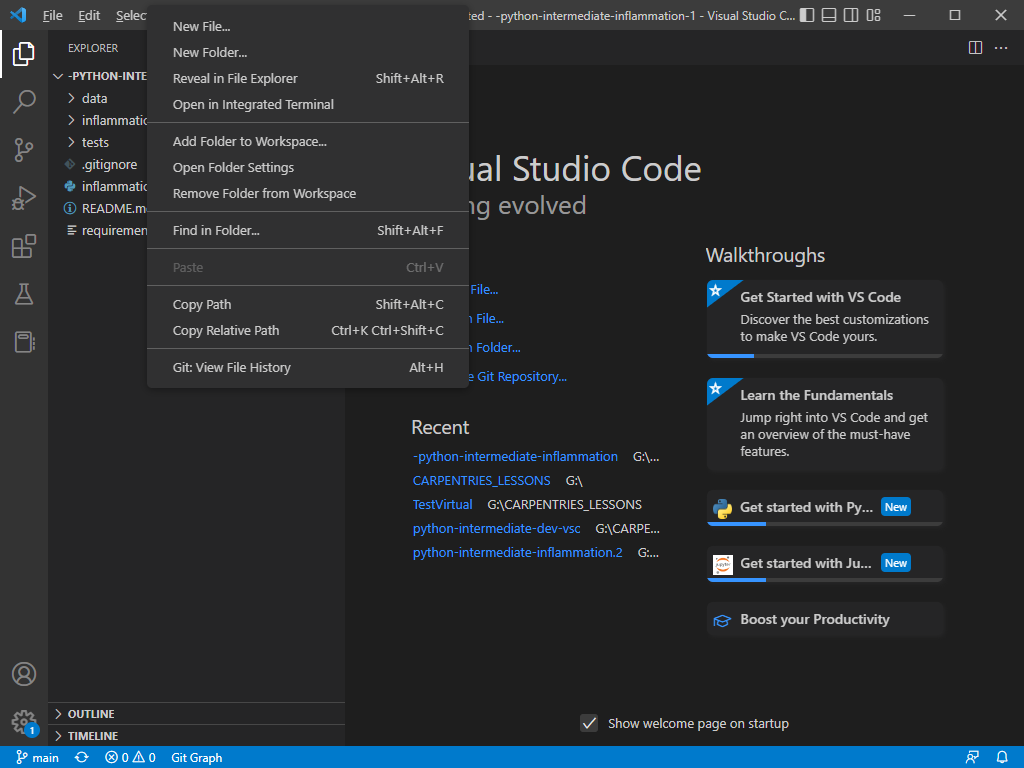 File Edit Selec
ted - -python-intermediate-inflammation-1 - Visual Studio C...
EXPLORER
-PYTHON-INTE
data
inflammatio
tests
.gitignore
inflammatio
README.m
requiremen
New File...
New Folder...
Reveal in File Explorer Shift+Alt+R
Open in Integrated Terminal
Add Folder to Workspace...
Open Folder Settings
Remove Folder from Workspace
Find in Folder... Shift+Alt+F
Paste Ctrl+V
Copy Path Shift+Alt+C
Copy Relative Path Ctrl+K Ctrl+Shift+C
Git: View File History Alt+H
ual Studio Code
ng evolved
File...
n File...
n Folder...
e Git Repository...
Recent
-python-intermediate-inflammation G:\...
CARPENTRIES_LESSONS G:\
TestVirtual G:\CARPENTRIES_LESSONS
python-intermediate-dev-vsc G:\CARPE...
python-intermediate-inflammation.2 G:...
Walkthroughs
Get Started with VS Code
Discover the best customizations
to make VS Code yours.
Learn the Fundamentals
Jump right into VS Code and get
an overview of the must-have
features.
Get started with Py... New
jupyter
Get started with Ju... New
Boost your Productivity
Show welcome page on startup
OUTLINE
TIMELINE
1
main 0 0 Git Graph